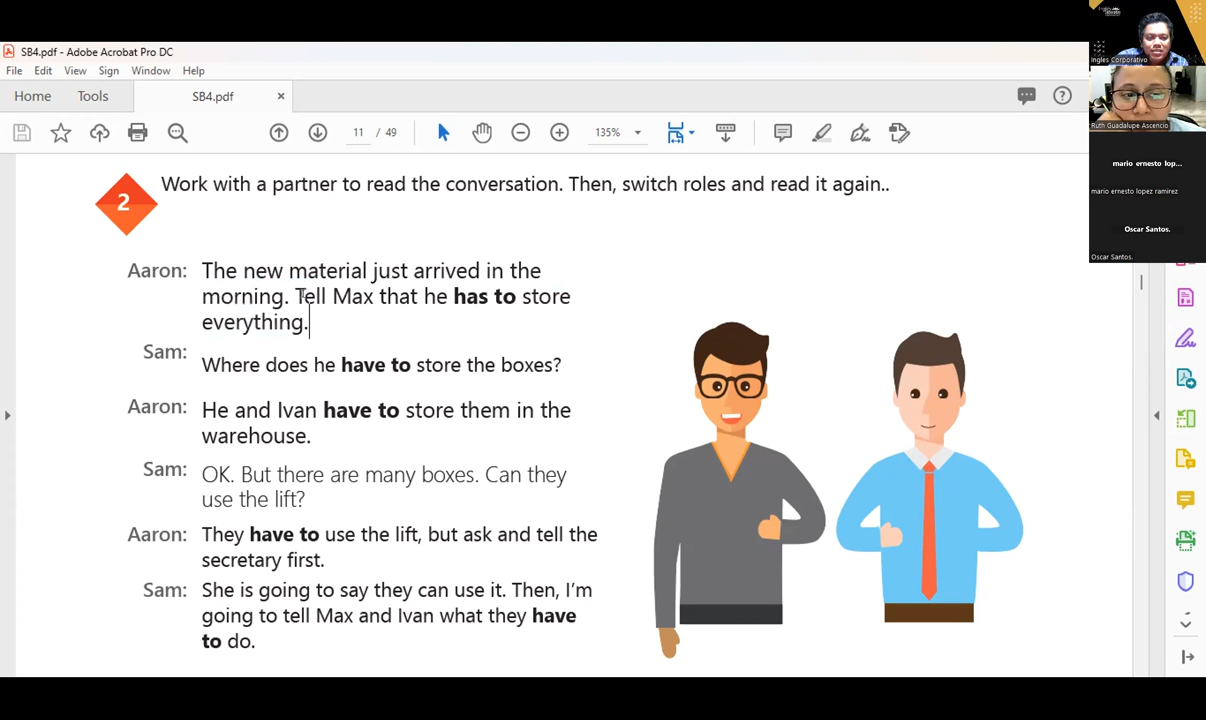 SB4.pdf - Adobe Acrobat Pro DC
File Edit View Sign Window Help
Home Tools SB4.pdf ×
11 / 49 135%
2
Work with a partner to read the conversation. Then, switch roles and read it again..
Aaron: The new material just arrived in the
morning. Tell Max that he has to store
everything.
Sam: Where does he have to store the boxes?
Aaron: He and Ivan have to store them in the
warehouse.
Sam: OK. But there are many boxes. Can they
use the lift?
Aaron: They have to use the lift, but ask and tell the
secretary first.
Sam: She is going to say they can use it. Then, I'm
going to tell Max and Ivan what they have
to do.
Ingles Corporativo
Ruth Guadalupe Ascencio
mario ernesto lop...
mario ernesto lopez ramirez
Oscar Santos.
Oscar Santos.